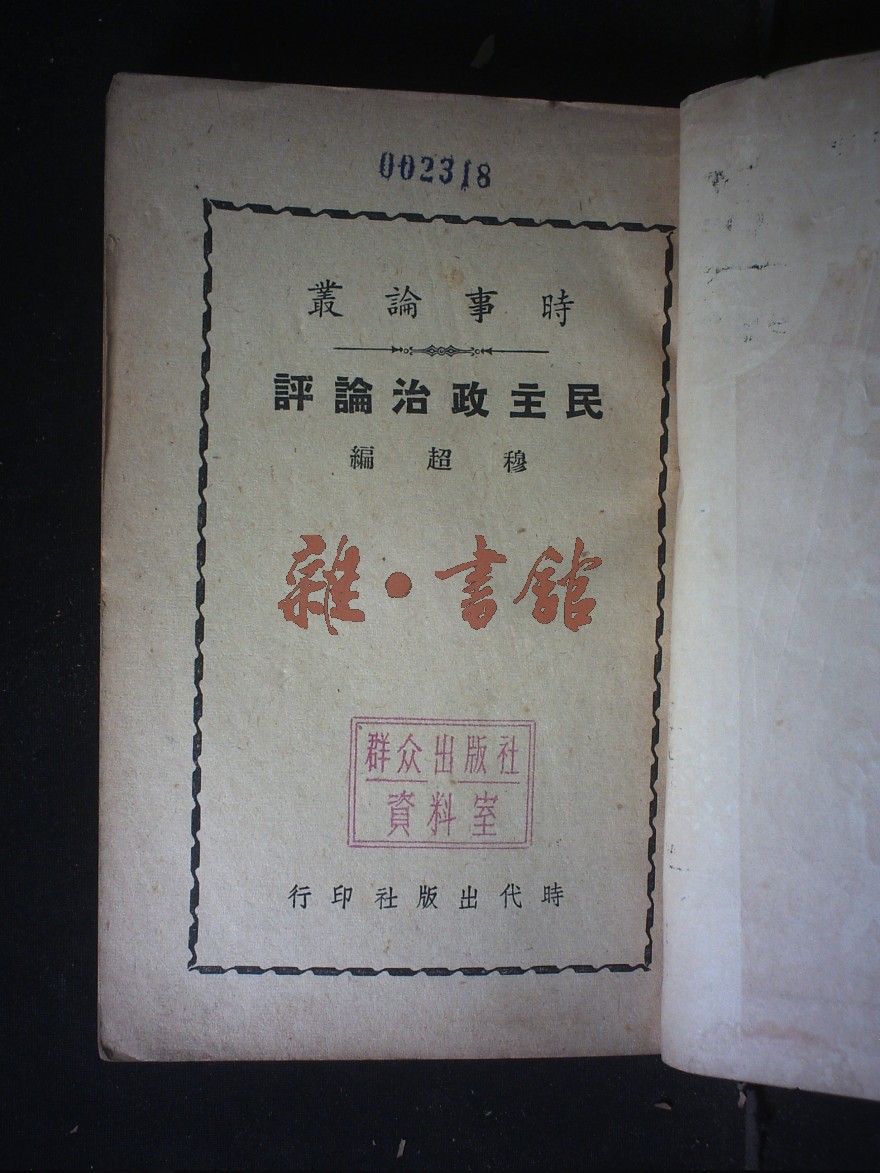 002318
時事論叢
民主政治論評
穆超編
雜•書館
群众出版社
資料室
時代出版社印行